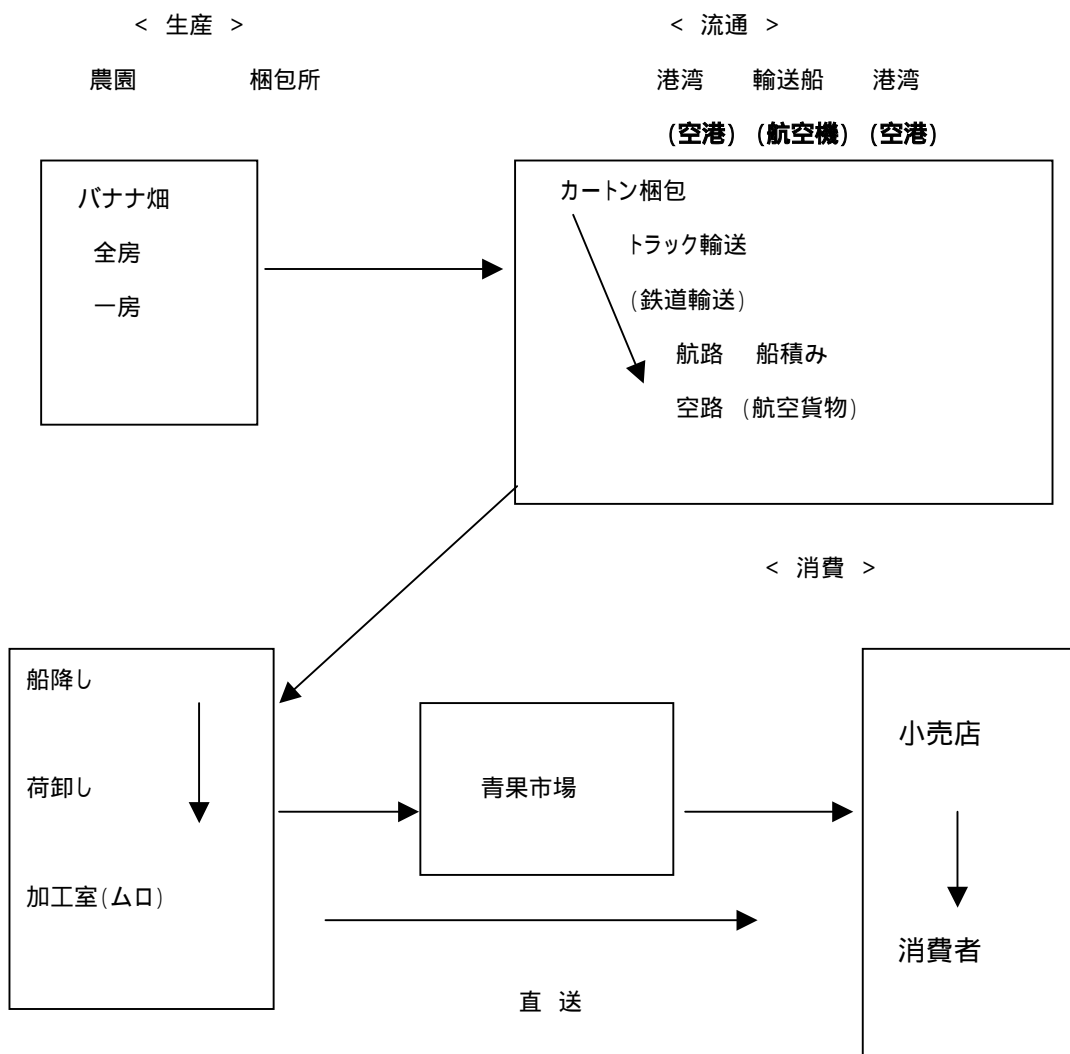 < 生産 >
< 流通 >
農園 梱包所
港湾 輸送船 港湾
(空港) (航空機) (空港)
バナナ畑
全房
一房
カートン梱包
トラック輸送
(鉄道輸送)
航路 船積み
空路 (航空貨物)
< 消費 >
船降し
荷卸し
加工室(ムロ)
青果市場
直 送
小売店
消費者